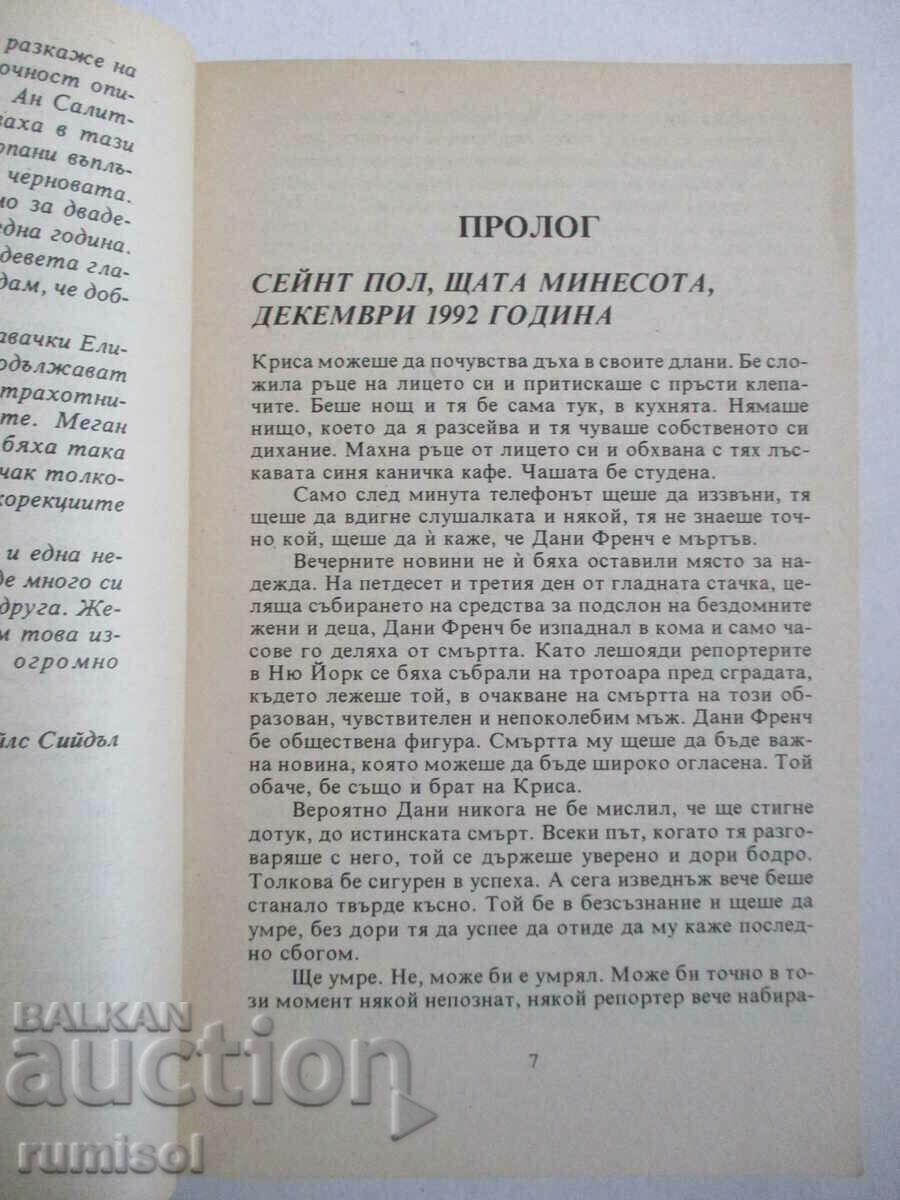 разкаже на
очност опи-
Ан Салит-
ваха в тази
рпани въплъ-
черновата.
но за дваде-
една година.
девета гла-
дам, че доб-
авачки Ели-
одължават
трахотни-
те. Меган
бяха така
чак толко-
корекциите
и една не-
де много си
друга. Же-
м това из-
огромно
йлс Сийдъл
ПРОЛОГ
СЕЙНТ ПОЛ, ЩАТА МИНЕСОТА,
ДЕКЕМВРИ 1992 ГОДИНА
Криса можеше да почувства дъха в своите длани. Бе сло-
жила ръце на лицето си и притискаше с пръсти клепа-
чите. Беше нощ и тя бе сама тук, в кухнята. Нямаше
нищо, което да я разсейва и тя чуваше собственото си
дихание. Махна ръце от лицето си и обхвана с тях лъс-
кавата синя каничка кафе. Чашата бе студена.
Само след минута телефонът щеше да иззвъни, тя
щеше да вдигне слушалката и някой, тя не знаеше точ-
но кой, щеше да ѝ каже, че Дани Френч е мъртъв.
Вечерните новини не ѝ бяха оставили място за на-
дежда. На петдесет и третия ден от гладната стачка, це-
ляща събирането на средства за подслон на бездомните
жени и деца, Дани Френч бе изпаднал в кома и само ча-
сове го деляха от смъртта. Като лешояди репортерите
в Ню Йорк се бяха събрали на тротоара пред сградата,
където лежеше той, в очакване на смъртта на този об-
разован, чувствителен и непоколебим мъж. Дани Френч
бе обществена фигура. Смъртта му щеше да бъде важ-
на новина, която можеше да бъде широко огласена. Той
обаче, бе също и брат на Криса.
Вероятно Дани никога не бе мислил, че ще стигне
дотук, до истинската смърт. Всеки път, когато тя разго-
варяше с него, той се държеше уверено и дори бодро.
Толкова бе сигурен в успеха. А сега изведнъж вече беше
станало твърде късно. Той бе в безсъзнание и щеше да
умре, без дори тя да успее да отиде да му каже послед-
но сбогом.
Ще умре. Не, може би е умрял. Може би точно в то-
зи момент някой непознат, някой репортер вече набира-
7
BALKAN
auction
rumisol